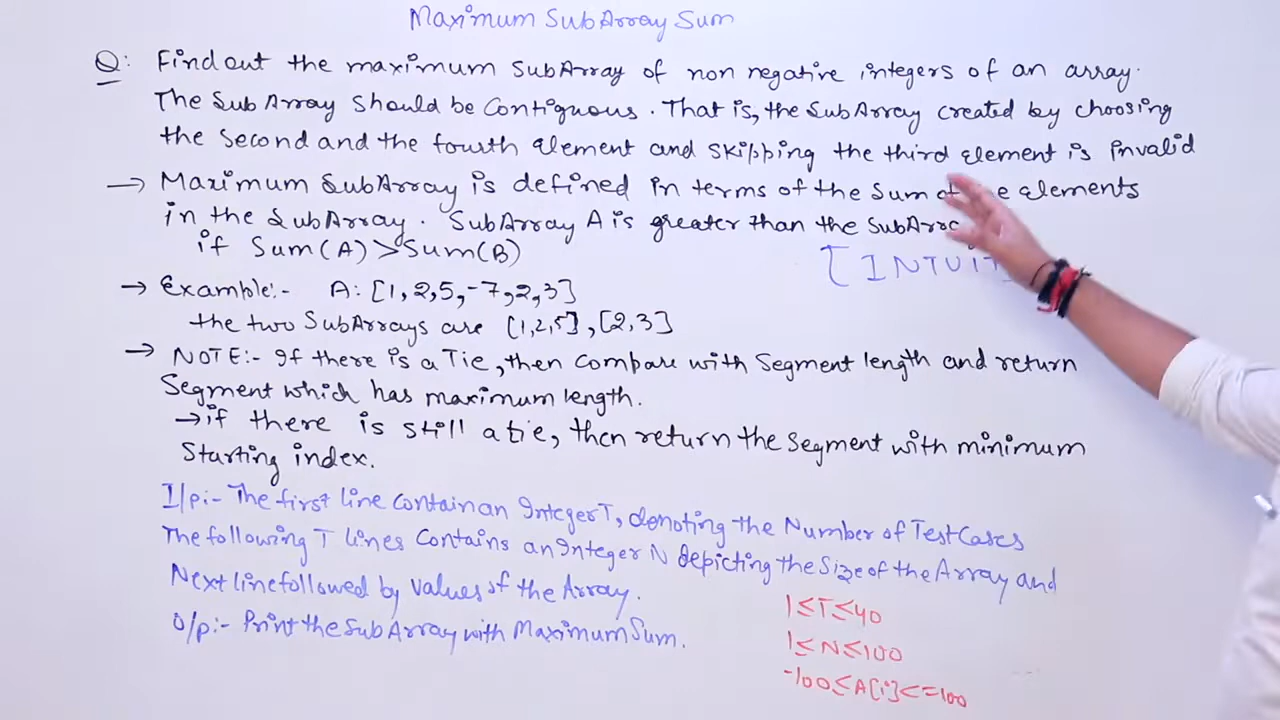 Maximum SubArray Sum
Q: Find out the maximum SubArray of non negative integers of an array.
The SubArray should be Contiguous. That is, the SubArray created by choosing
the second and the fourth element and skipping the third element is invalid
→ Maximum SubArray is defined in terms of the sum elements
in the SubArray. SubArray A is greater than the
if Sum(A)>Sum(B)
→ Example:- A: [1,2,5,-7,2,3]
the two SubArrays are [1,2,5], [2,3]
→ NOTE:- If there is a Tie, then compare with segment length and return
Segment which has maximum length.
→ if there is still a tie, then return the segment with minimum
Starting index.
I/p:- The first line contain an Integer T, denoting the Number of Test Cases
The following T lines Contains an Integer N depicting the size of the Array and
Next line followed by values of the Array.
O/p:- Print the SubArray with Maximum Sum.
1≤T≤40
1≤N≤100
-100≤A[i]<=100